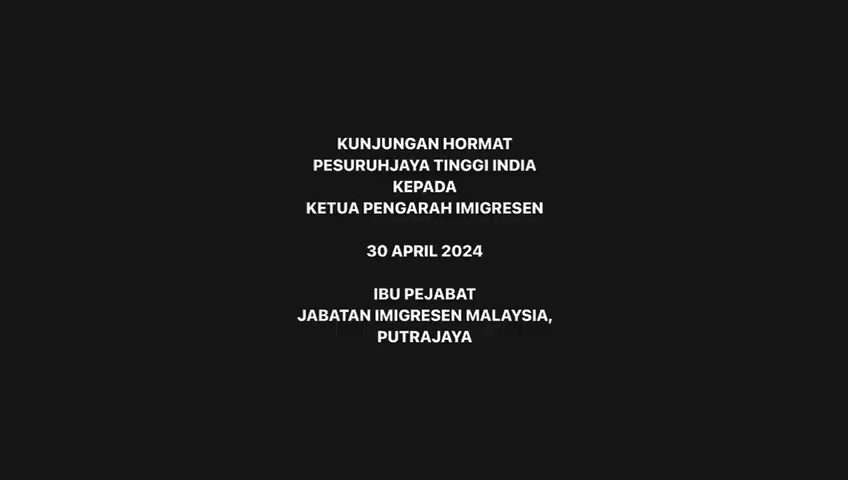 KUNJUNGAN HORMAT
PESURUHJAYA TINGGI INDIA
KEPADA
KETUA PENGARAH IMIGRESEN
30 APRIL 2024
IBU PEJABAT
JABATAN IMIGRESEN MALAYSIA,
PUTRAJAYA